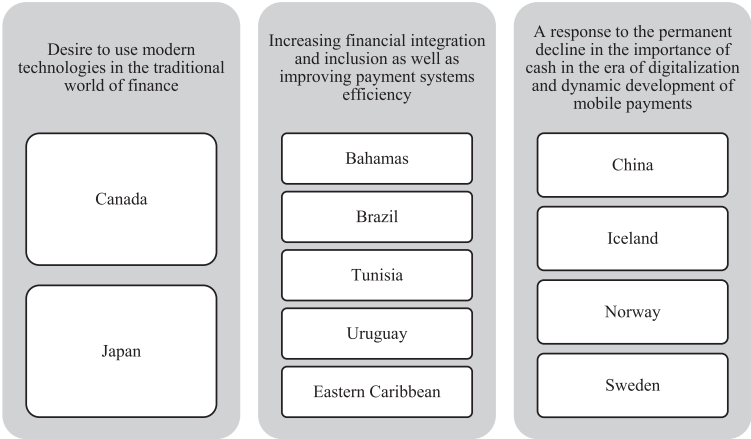 Desire to use modern
technologies in the traditional
world of finance
Canada
Japan
Increasing financial integration
and inclusion as well as
improving payment systems
efficiency
Bahamas
Brazil
Tunisia
Uruguay
Eastern Caribbean
A response to the permanent
decline in the importance of
cash in the era of digitalization
and dynamic development of
mobile payments
China
Iceland
Norway
Sweden